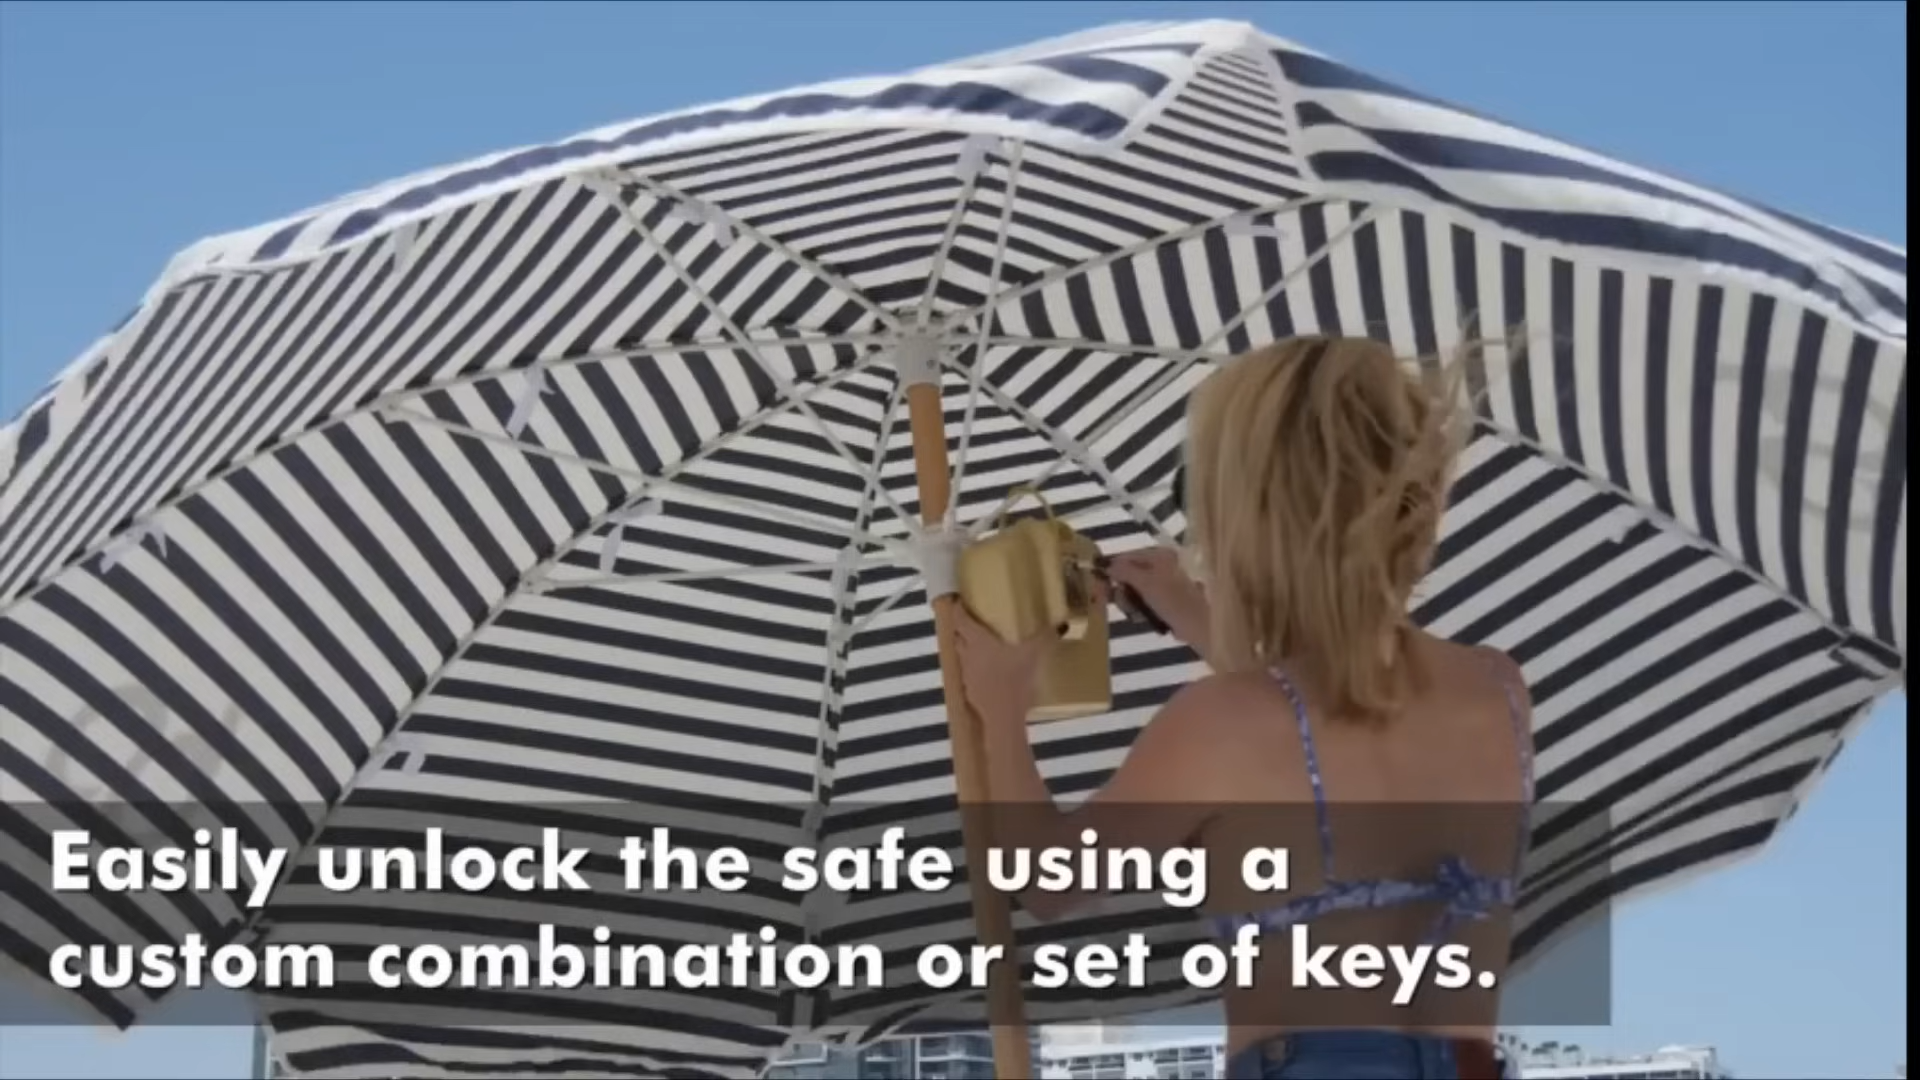 Easily unlock the safe using a
custom combination or set of keys.